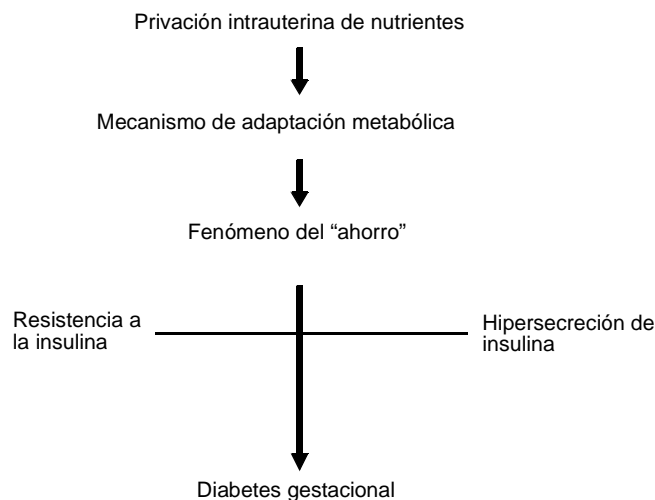 Privación intrauterina de nutrientes
Mecanismo de adaptación metabólica
Fenómeno del “ahorro”
Resistencia a
la insulina
Hipersecreción de
insulina
Diabetes gestacional